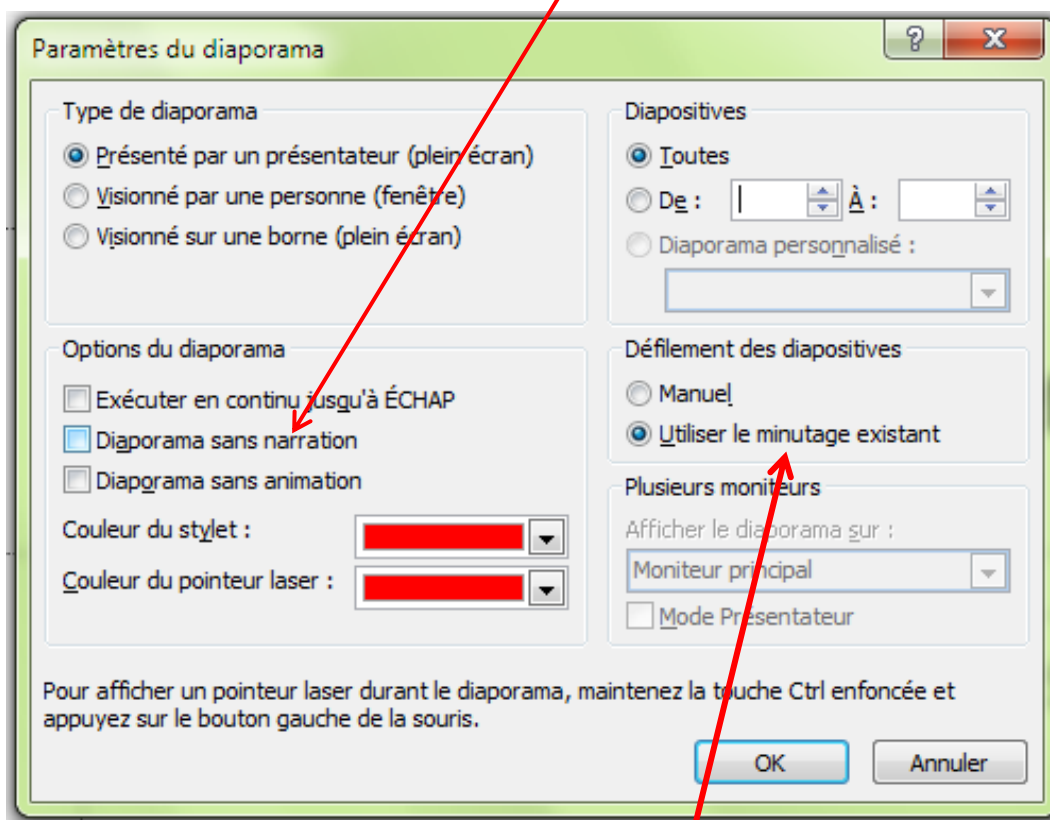 Paramètres du diaporama
Type de diaporama
Présenté par un présentateur (plein écran)
Visionné par une personne (fenêtre)
Visionné sur une borne (plein écran)
Diapositives
Toutes
De : À :
Diaporama personnalisé :
Options du diaporama
Exécuter en continu jusqu'à ÉCHAP
Diaporama sans narration
Diaporama sans animation
Couleur du stylet :
Couleur du pointeur laser :
Défilement des diapositives
Manuel
Utiliser le minutage existant
Plusieurs moniteurs
Afficher le diaporama sur :
Moniteur principal
Mode Présentateur
Pour afficher un pointeur laser durant le diaporama, maintenez la touche Ctrl enfoncée et
appuyez sur le bouton gauche de la souris.
OK Annuler